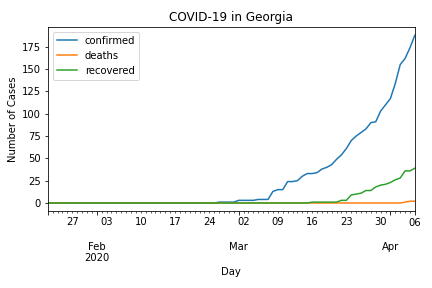 COVID-19 in Georgia
confirmed
deaths
recovered
Number of Cases
175
150
125
100
75
50
25
0
27 03 10 17 24 02 09 16 23 30 06
Feb Mar Apr
2020
Day